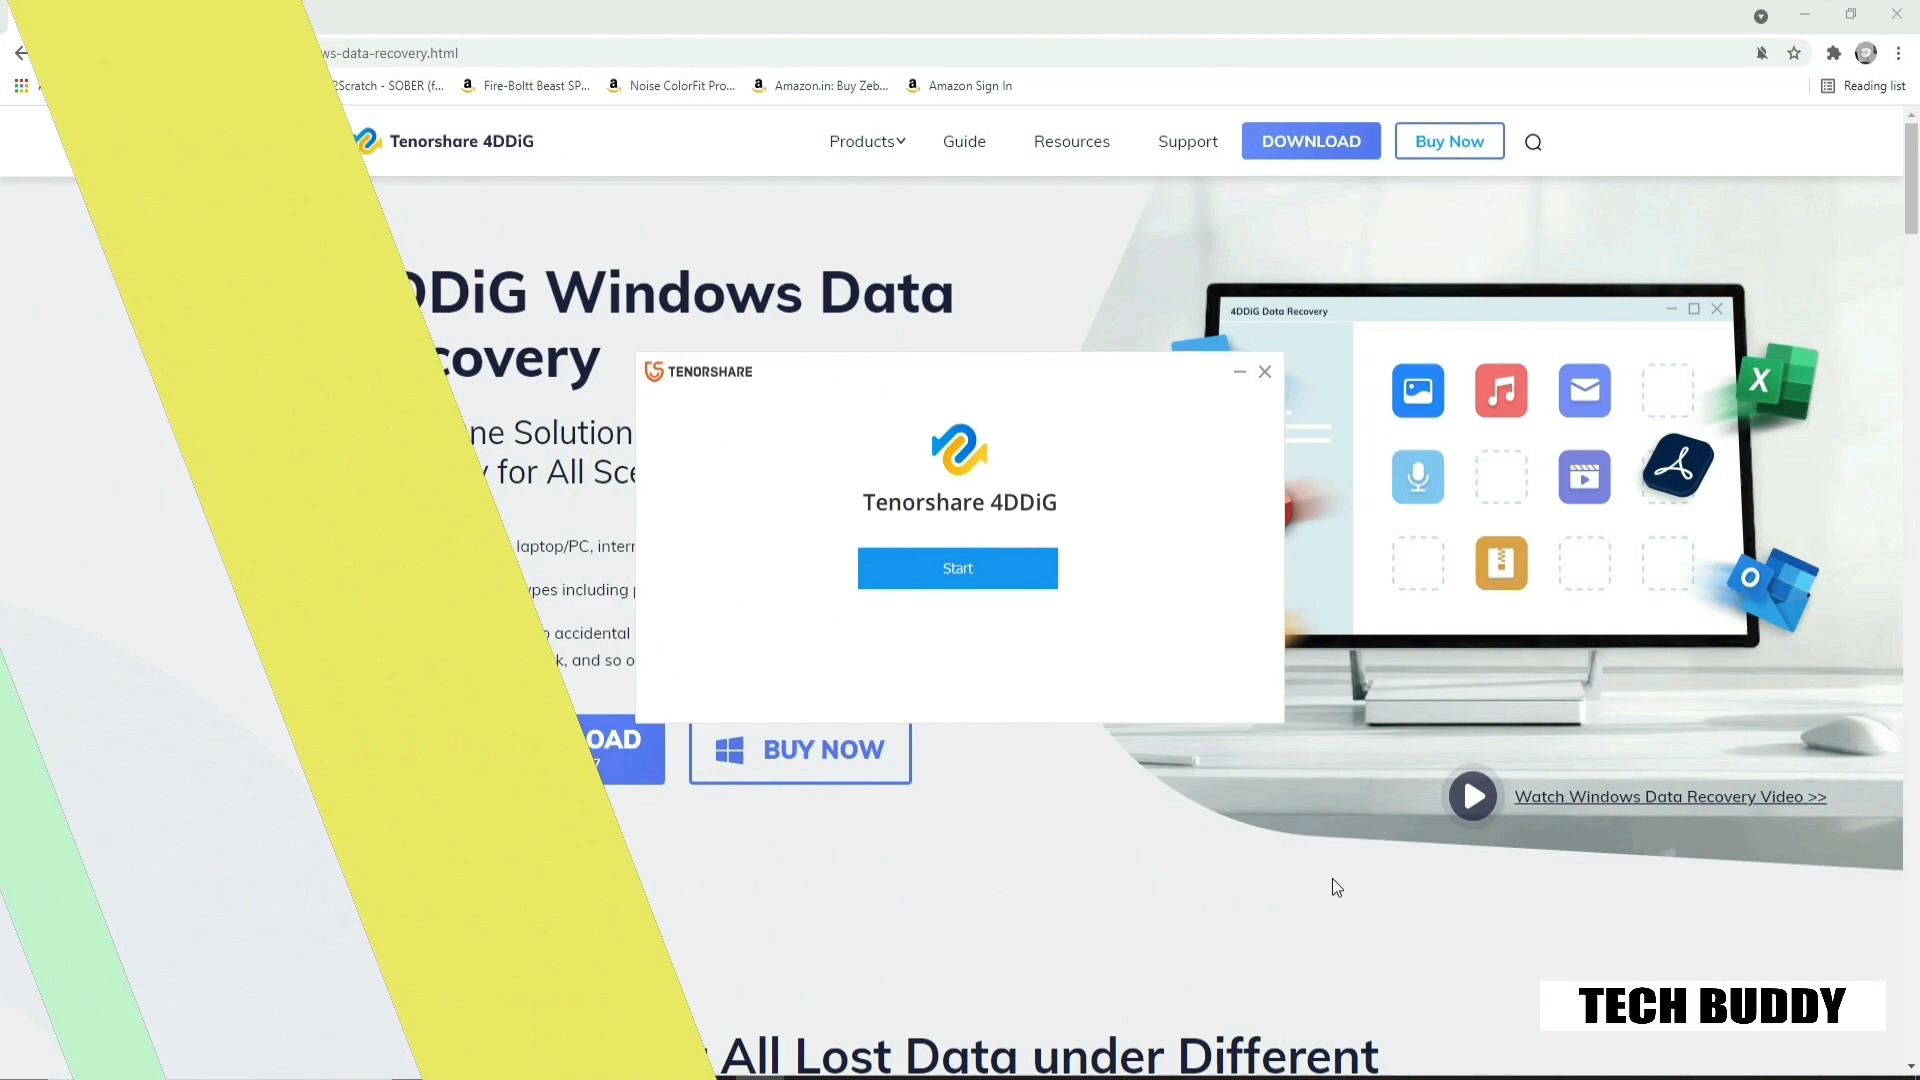 ws-data-recovery.html
Scratch - SOBER (f...
Fire-Boltt Beast SP...
Noise ColorFit Pro...
Amazon.in: Buy Zeb...
Amazon Sign In
Reading list
Tenorshare 4DDiG
Products
Guide
Resources
Support
DOWNLOAD
Buy Now
DDiG Windows Data
covery
ne Solution
y for All Sce
laptop/PC, intern
ypes including p
o accidental
k, and so o
OAD
7
BUY NOW
TENORSHARE
Tenorshare 4DDiG
Start
4DDiG Data Recovery
X
O
Watch Windows Data Recovery Video >>
TECH BUDDY
All Lost Data under Different